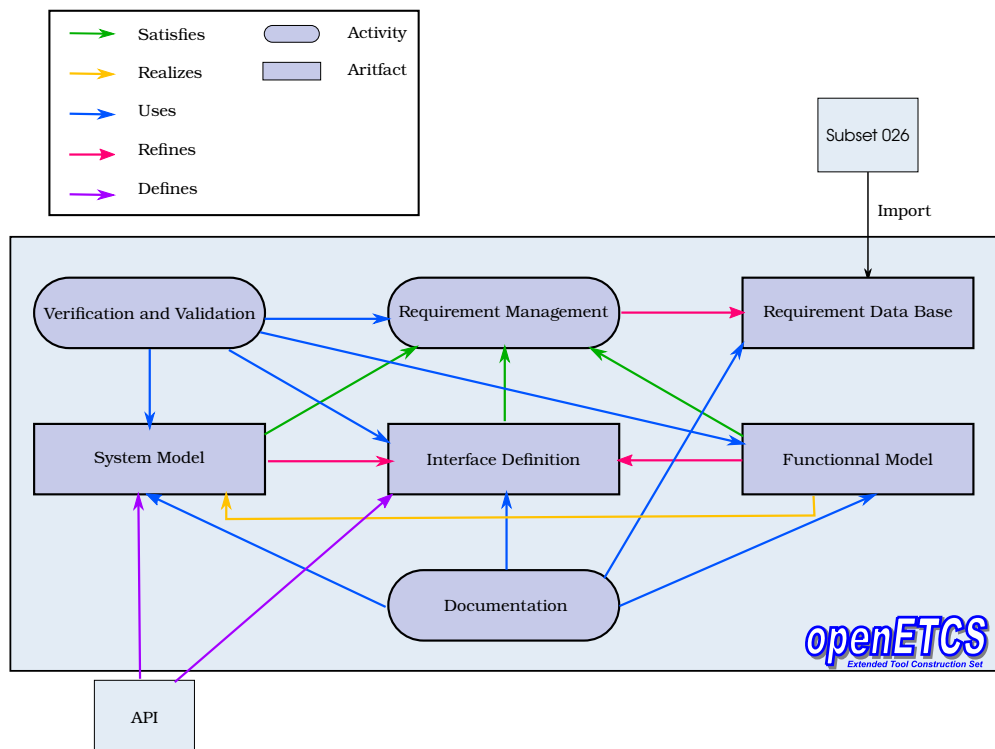 Satisfies
Activity
Realizes
Aritfact
Uses
Refines
Defines
Subset 026
Import
Verification and Validation
Requirement Management
Requirement Data Base
System Model
Interface Definition
Functionnal Model
Documentation
openETCS
Extended Tool Construction Set
API